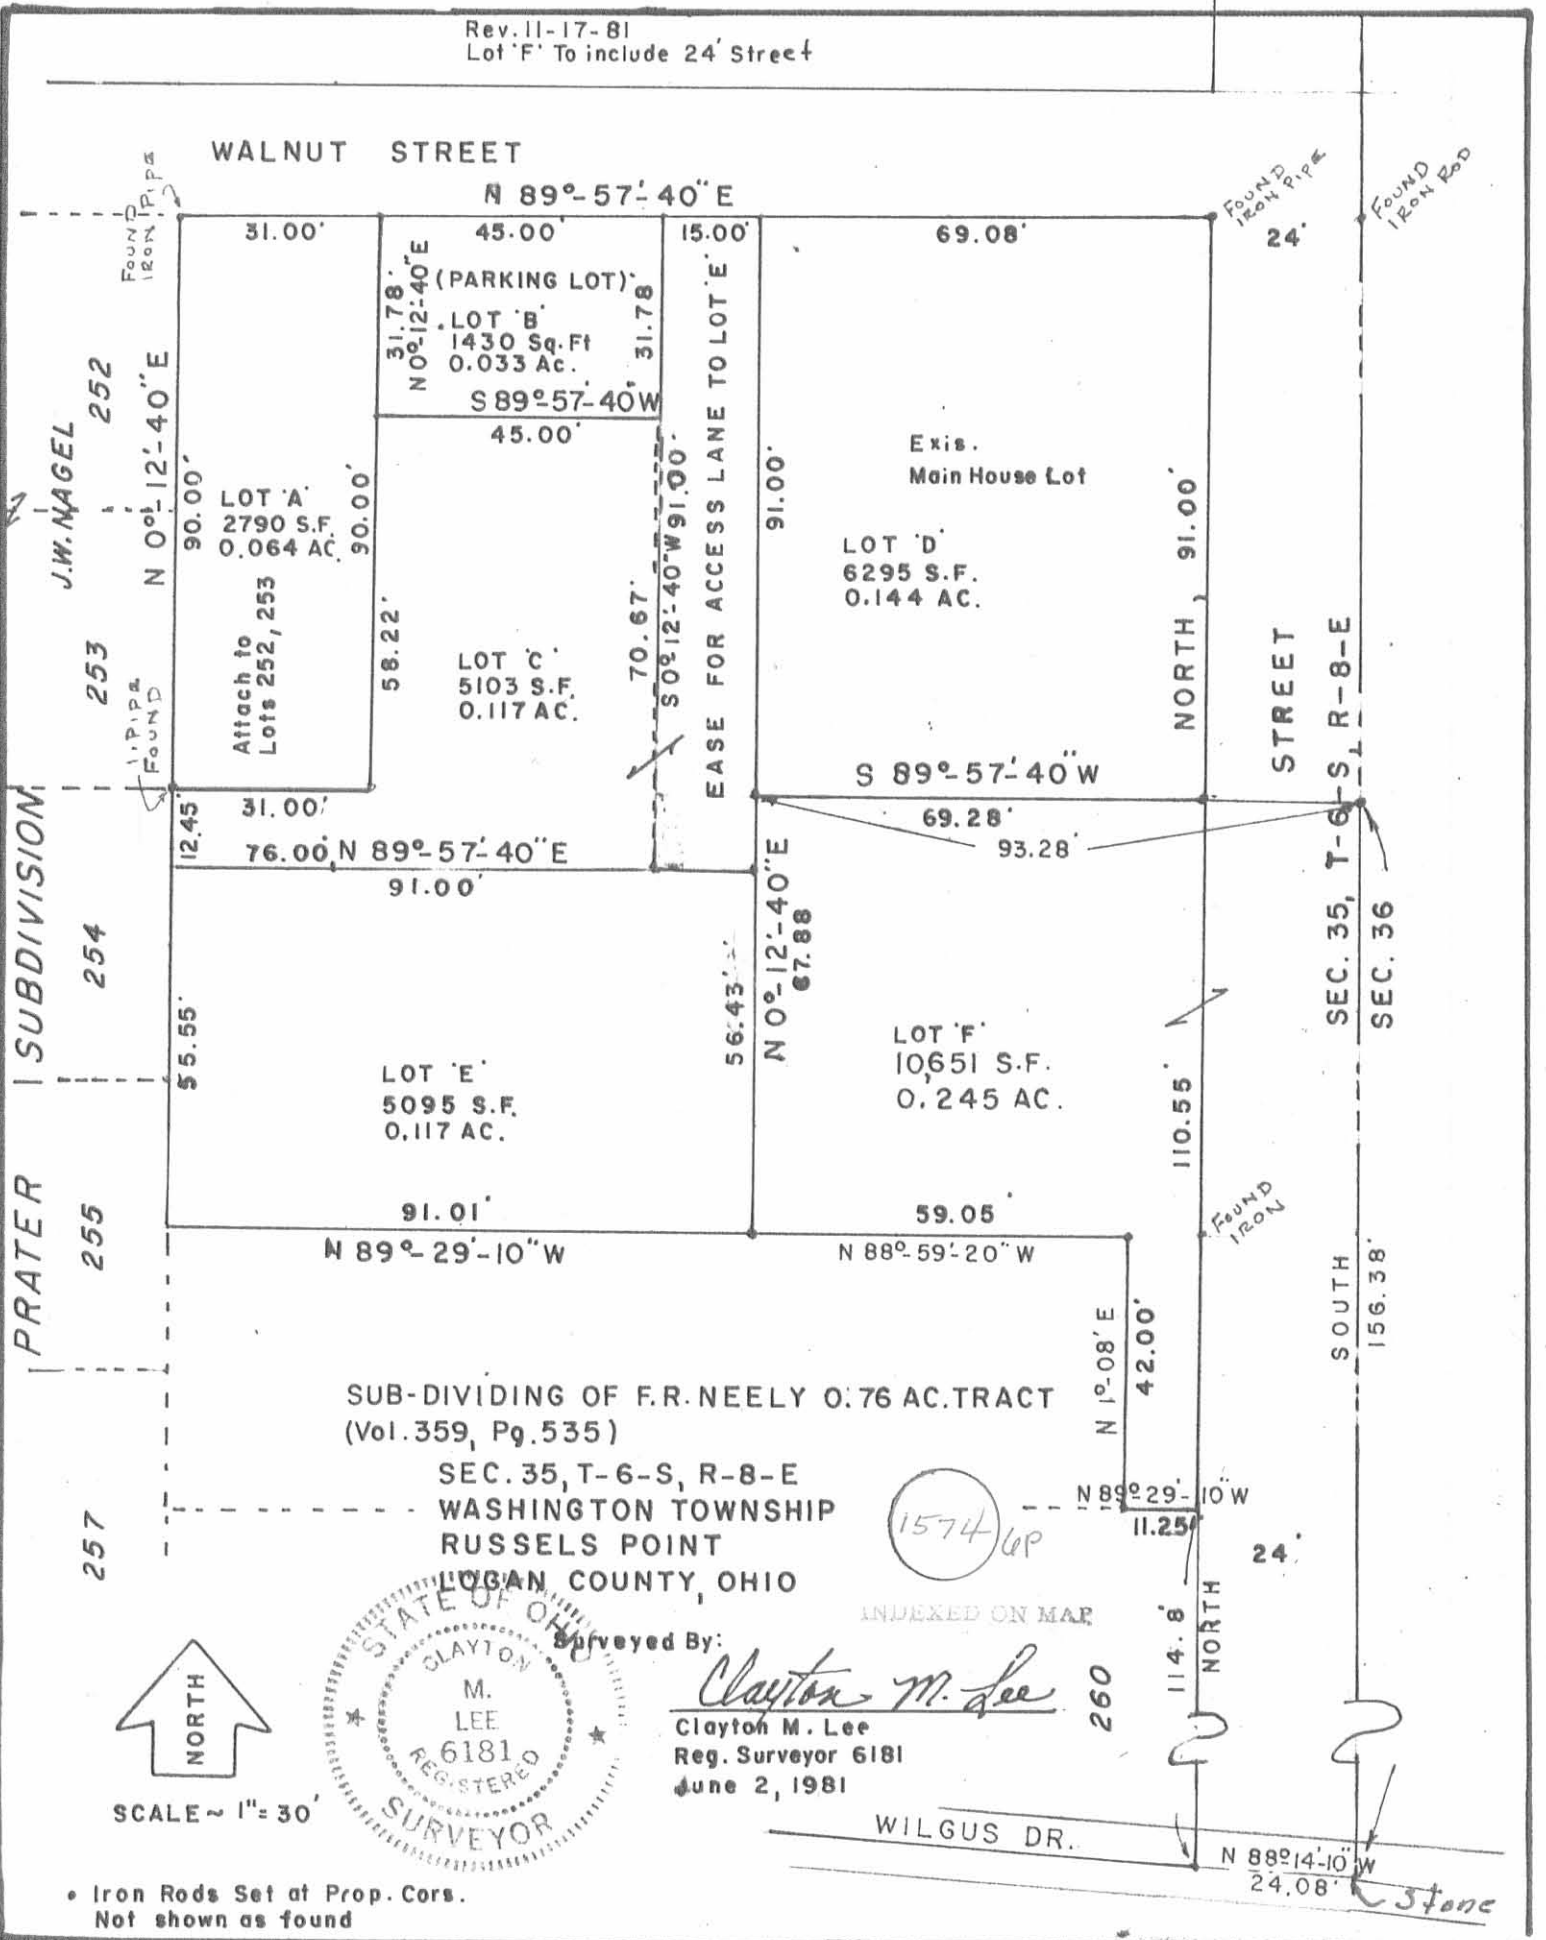 Rev. 11-17-81
Lot 'F' To include 24' Street
WALNUT STREET
N 89°-57'-40" E
FOUND IRON PIPE
FOUND IRON PIPE
FOUND IRON ROD
31.00'
45.00'
15.00'
69.08'
24'
31.78'
N 0°-12'-40" E
(PARKING LOT)
LOT 'B'
1430 Sq. Ft
0.033 Ac.
31.78
S 89°-57'-40" W
45.00'
J.W. NAGEL
252
253
N 0°-12'-40" E
90.00'
LOT 'A'
2790 S.F.
0.064 AC.
90.00'
Attach to
Lots 252, 253
58.22'
LOT 'C'
5103 S.F.
0.117 AC.
70.67'
S 0°-12'-40" W 91.00'
EASE FOR ACCESS LANE TO LOT 'E'
91.00'
Exis.
Main House Lot
LOT 'D'
6295 S.F.
0.144 AC.
NORTH, 91.00'
STREET
SEC. 35, T-6-S, R-8-E
SEC. 36
I. PIPE
FOUND
S 89°-57'-40" W
31.00'
69.28'
93.28'
12.45'
76.00', N 89°-57'-40" E
91.00'
PRATER SUBDIVISION
254
255
257
55.55'
LOT 'E'
5095 S.F.
0.117 AC.
56.43'
N 0°-12'-40" E
67.88
LOT 'F'
10,651 S.F.
0.245 AC.
110.55'
FOUND IRON
91.01'
N 89°-29'-10" W
59.05'
N 88°-59'-20" W
N 1°-08' E
42.00'
SOUTH
156.38'
SUB-DIVIDING OF F.R. NEELY 0.76 AC. TRACT
(Vol. 359, Pg. 535)
SEC. 35, T-6-S, R-8-E
WASHINGTON TOWNSHIP
RUSSELS POINT
LOGAN COUNTY, OHIO
1574
6P
N 89°-29'-10" W
11.25'
24'
INDEXED ON MAP
114.8'
NORTH
260
Surveyed By:
Clayton M. Lee
Clayton M. Lee
Reg. Surveyor 6181
June 2, 1981
STATE OF OHIO
CLAYTON
M.
LEE
6181
REGISTERED
SURVEYOR
NORTH
SCALE ~ 1" = 30'
WILGUS DR.
N 88°14'-10" W
24.08'
Stone
• Iron Rods Set at Prop. Cors.
Not shown as found